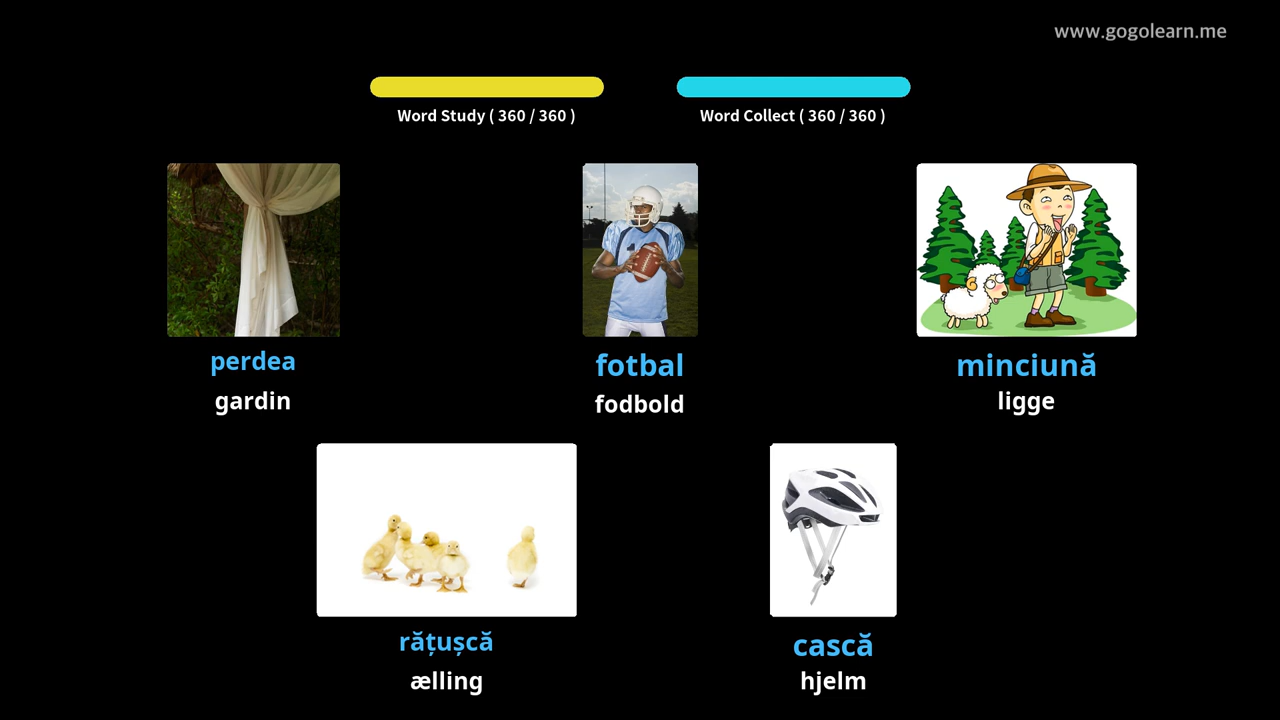 www.gogolearn.me
Word Study ( 360 / 360 )
Word Collect ( 360 / 360 )
perdea
gardin
fotbal
fodbold
minciună
ligge
rățușcă
ælling
cască
hjelm